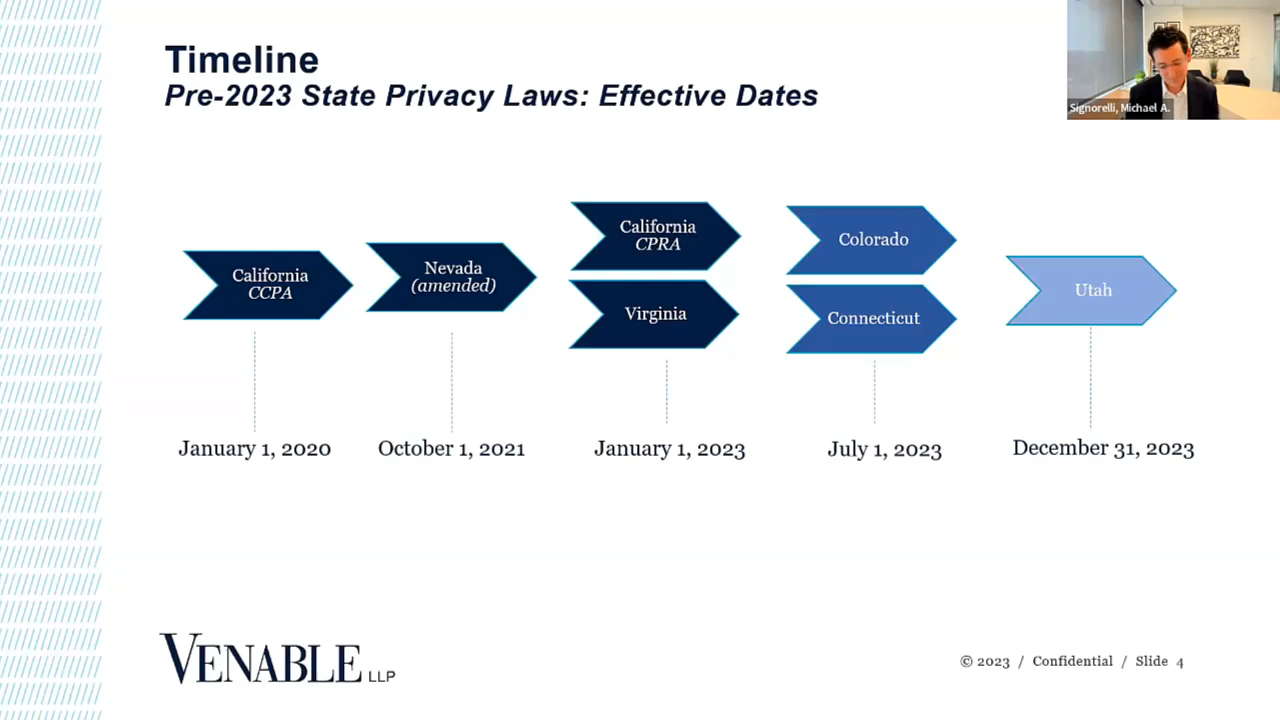 Timeline
Pre-2023 State Privacy Laws: Effective Dates
Signorelli, Michael A.
California
CCPA
Nevada
(amended)
California
CPRA
Virginia
Colorado
Connecticut
Utah
January 1, 2020
October 1, 2021
January 1, 2023
July 1, 2023
December 31, 2023
VENABLE LLP
© 2023 / Confidential / Slide 4